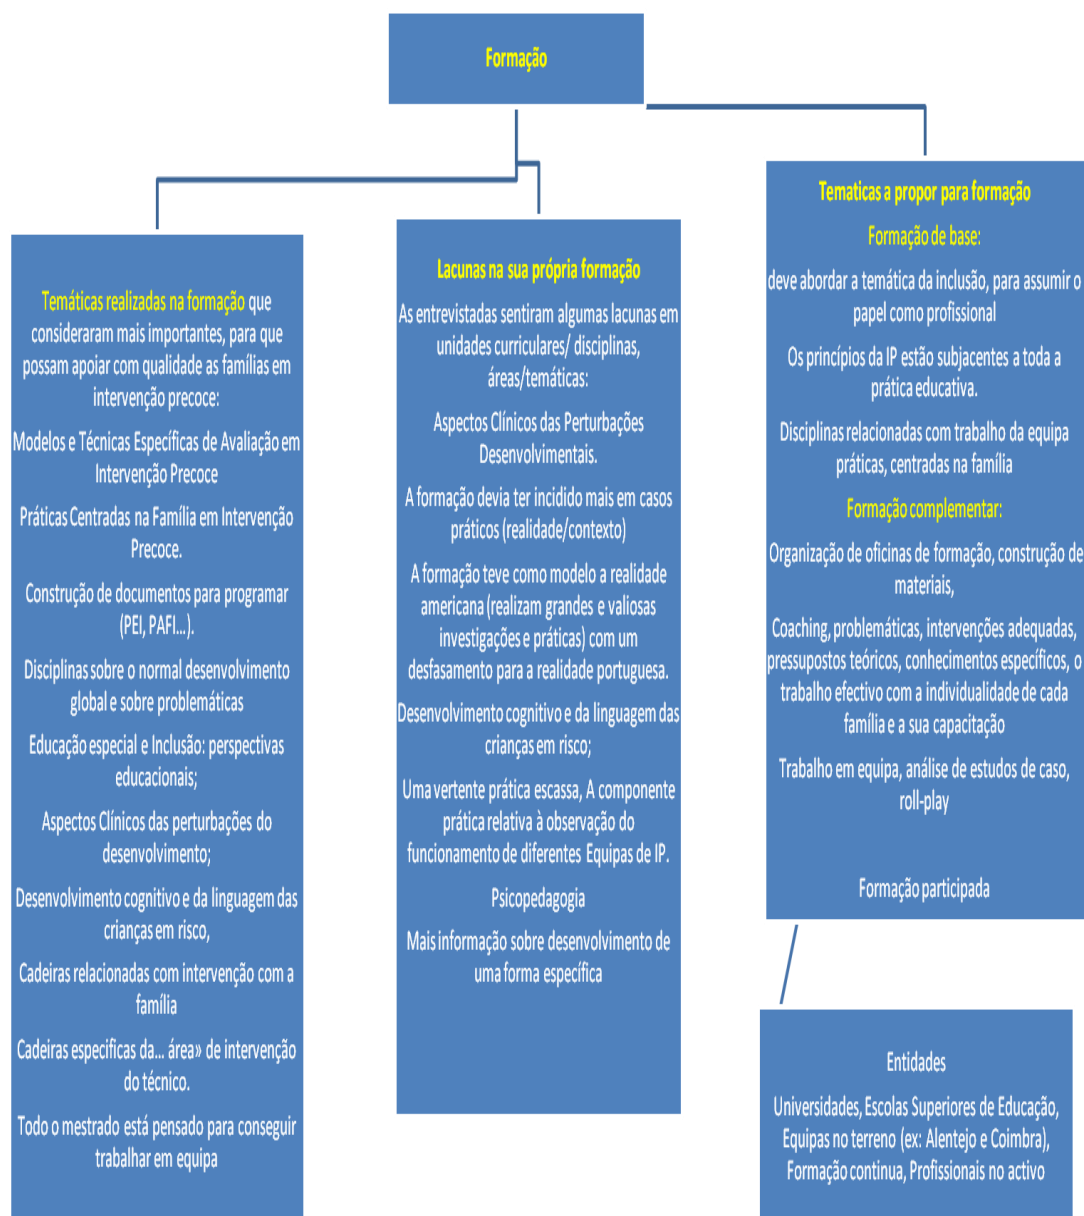 Formação
Temáticas realizadas na formação que
consideraram mais importantes, para que
possam apoiar com qualidade as famílias em
intervenção precoce:
Modelos e Técnicas Específicas de Avaliação em
Intervenção Precoce
Práticas Centradas na Família em Intervenção
Precoce.
Construção de documentos para programar
(PEI, PAFI...).
Disciplinas sobre o normal desenvolvimento
global e sobre problemáticas
Educação especial e Inclusão: perspectivas
educacionais;
Aspectos Clínicos das perturbações do
desenvolvimento;
Desenvolvimento cognitivo e da linguagem das
crianças em risco,
Cadeiras relacionadas com intervenção com a
família
Cadeiras especificas da... área» de intervenção
do técnico.
Todo o mestrado está pensado para conseguir
trabalhar em equipa
Lacunas na sua própria formação
As entrevistadas sentiram algumas lacunas em
unidades curriculares/ disciplinas,
áreas/temáticas:
Aspectos Clínicos das Perturbações
Desenvolvimentais.
A formação devia ter incidido mais em casos
práticos (realidade/contexto)
A formação teve como modelo a realidade
americana (realizam grandes e valiosas
investigações e práticas) com um
desfasamento para a realidade portuguesa.
Desenvolvimento cognitivo e da linguagem das
crianças em risco;
Uma vertente prática escassa, A componente
prática relativa à observação do
funcionamento de diferentes Equipas de IP.
Psicopedagogia
Mais informação sobre desenvolvimento de
uma forma específica
Tematicas a propor para formação
Formação de base:
deve abordar a temática da inclusão, para assumir o
papel como profissional
Os princípios da IP estão subjacentes a toda a
prática educativa.
Disciplinas relacionadas com trabalho da equipa
práticas, centradas na família
Formação complementar:
Organização de oficinas de formação, construção de
materiais,
Coaching, problemáticas, intervenções adequadas,
pressupostos teóricos, conhecimentos específicos, o
trabalho efectivo com a individualidade de cada
família e a sua capacitação
Trabalho em equipa, análise de estudos de caso,
roll-play
Formação participada
Entidades
Universidades, Escolas Superiores de Educação,
Equipas no terreno (ex: Alentejo e Coimbra),
Formação continua, Profissionais no activo